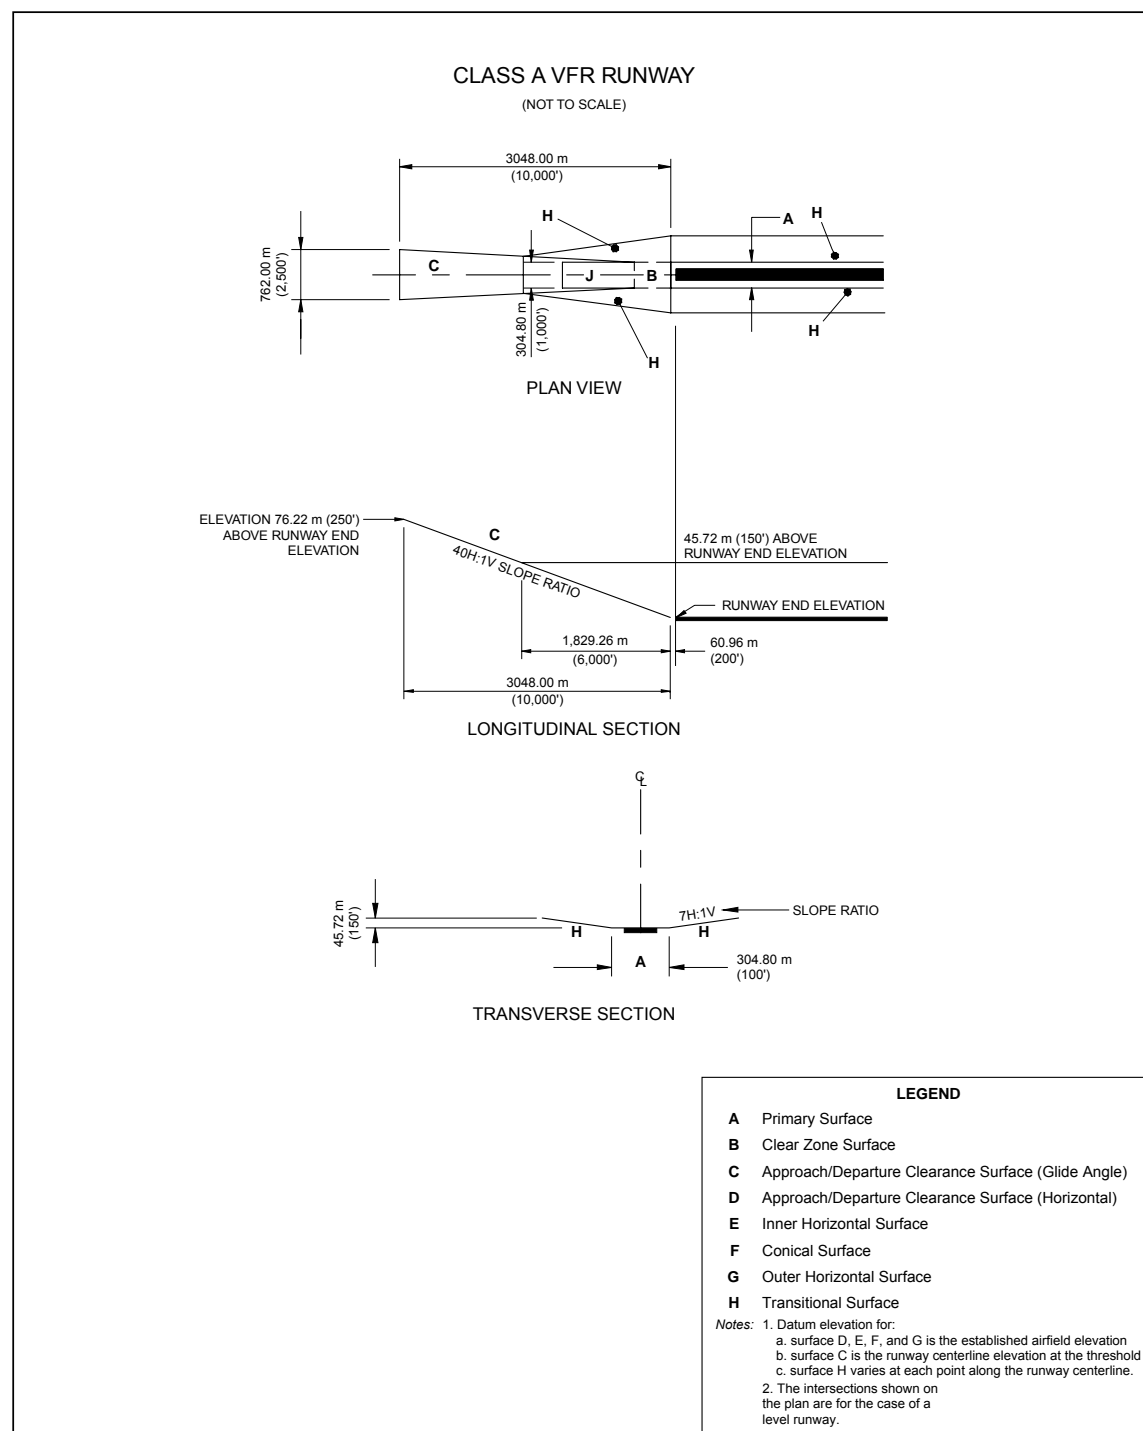 CLASS A VFR RUNWAY
(NOT TO SCALE)
3048.00 m
(10,000')
H
A
H
762.00 m
(2,500')
C
J
B
304.80 m
(1,000')
H
H
PLAN VIEW
ELEVATION 76.22 m (250')
ABOVE RUNWAY END
ELEVATION
C
40H:1V SLOPE RATIO
45.72 m (150') ABOVE
RUNWAY END ELEVATION
RUNWAY END ELEVATION
1,829.26 m
(6,000')
60.96 m
(200')
3048.00 m
(10,000')
LONGITUDINAL SECTION
CL
45.72 m
(150')
H
7H:1V
H
SLOPE RATIO
A
304.80 m
(100')
TRANSVERSE SECTION
LEGEND
A Primary Surface
B Clear Zone Surface
C Approach/Departure Clearance Surface (Glide Angle)
D Approach/Departure Clearance Surface (Horizontal)
E Inner Horizontal Surface
F Conical Surface
G Outer Horizontal Surface
H Transitional Surface
Notes: 1. Datum elevation for:
a. surface D, E, F, and G is the established airfield elevation
b. surface C is the runway centerline elevation at the threshold
c. surface H varies at each point along the runway centerline.
2. The intersections shown on
the plan are for the case of a
level runway.